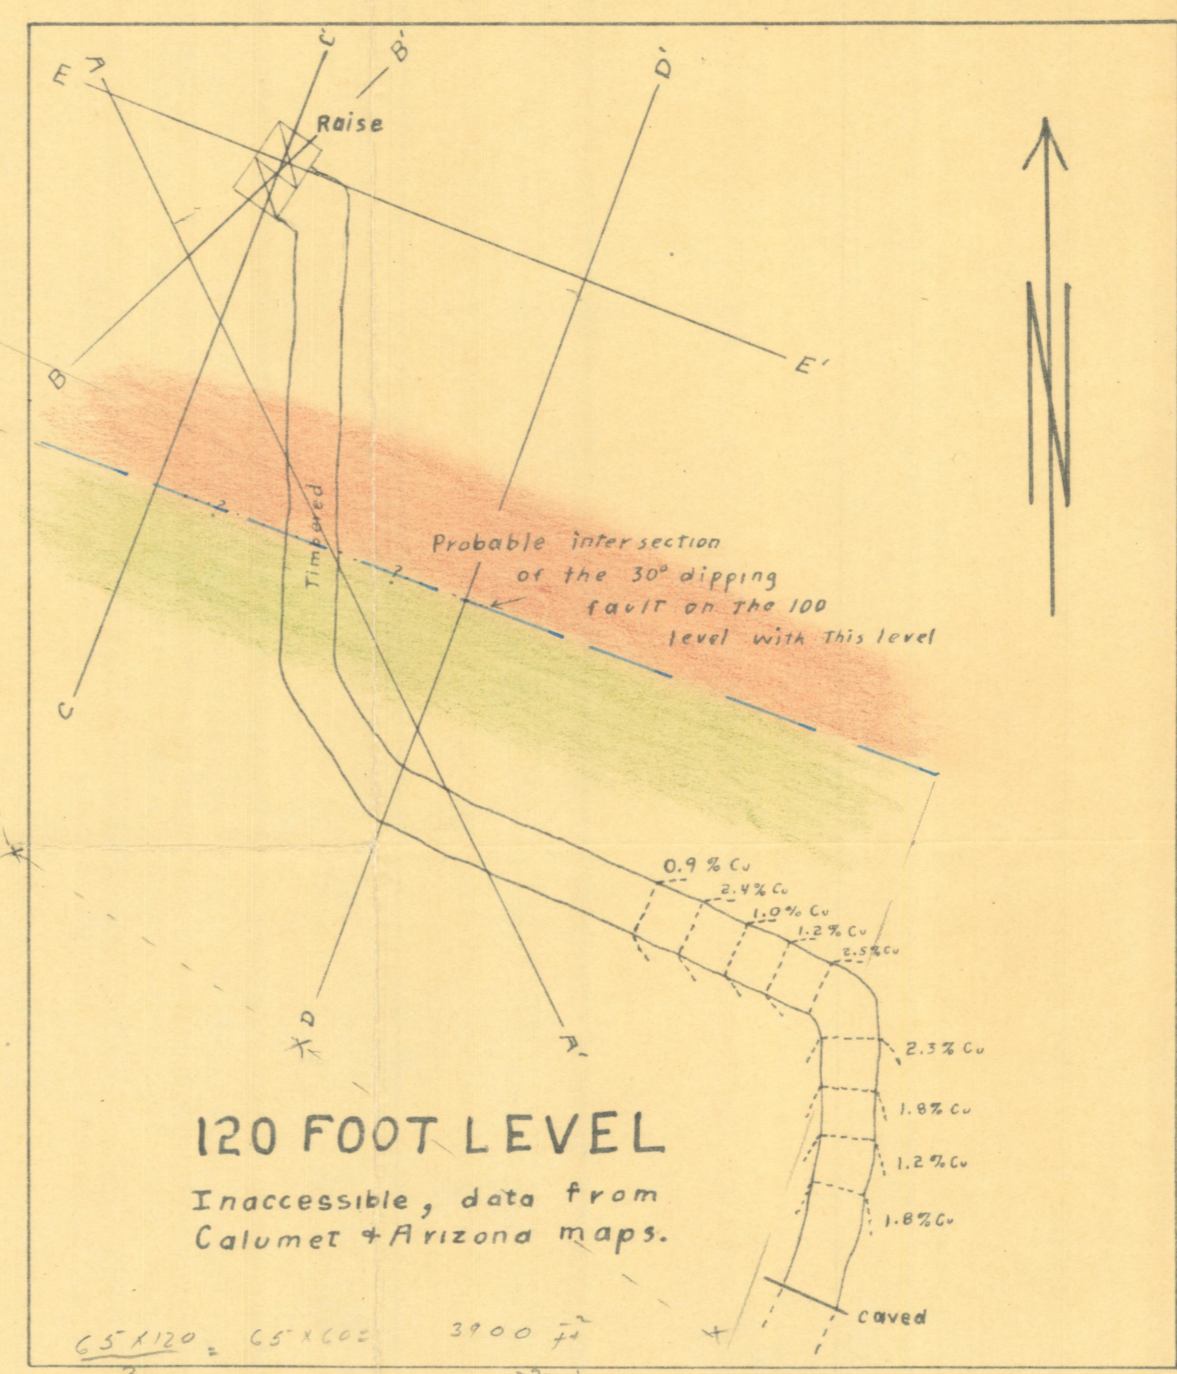 E
A
C'
B'
D'
Raise
E'
B
N
Timbered
?
?
Probable intersection
of the 30° dipping
fault on the 100
level with this level
C
0.9 % Cu
2.4 % Cu
1.0 % Cu
1.2 % Cu
2.5 % Cu
D
A'
2.3 % Cu
1.8 % Cu
1.2 % Cu
1.8 % Cu
120 FOOT LEVEL
Inaccessible, data from
Calumet + Arizona maps.
caved
65 X 120 = 65 X 60 = 3900 ft²
2